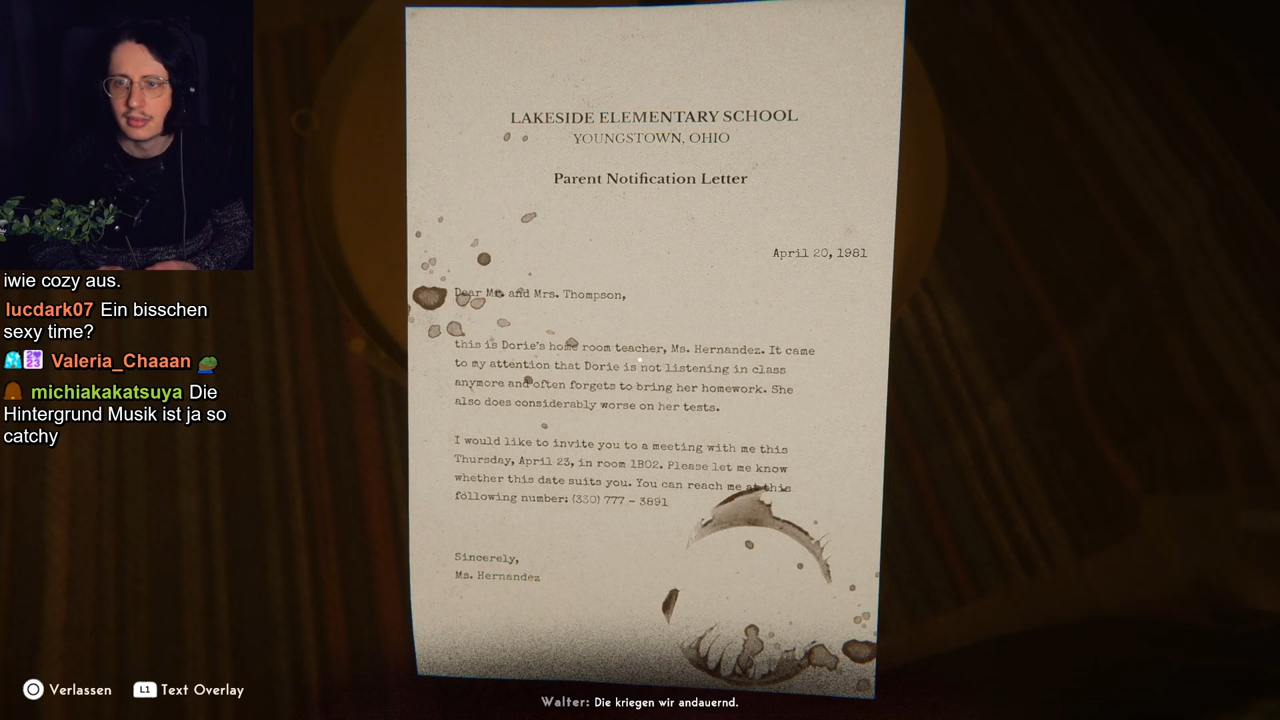 LAKESIDE ELEMENTARY SCHOOL
YOUNGSTOWN, OHIO
Parent Notification Letter
April 20, 1981
Dear Mr. and Mrs. Thompson,
this is Dorie's home room teacher, Ms. Hernandez. It came
to my attention that Dorie is not listening in class
anymore and often forgets to bring her homework. She
also does considerably worse on her tests.
I would like to invite you to a meeting with me this
Thursday, April 23, in room 1B02. Please let me know
whether this date suits you. You can reach me at this
following number: (330) 777 - 3891
Sincerely,
Ms. Hernandez
iwie cozy aus.
lucdark07 Ein bisschen
sexy time?
Valeria_Chaaan
michiakakatsuya Die
Hintergrund Musik ist ja so
catchy
Verlassen
L1 Text Overlay
Walter: Die kriegen wir andauernd.